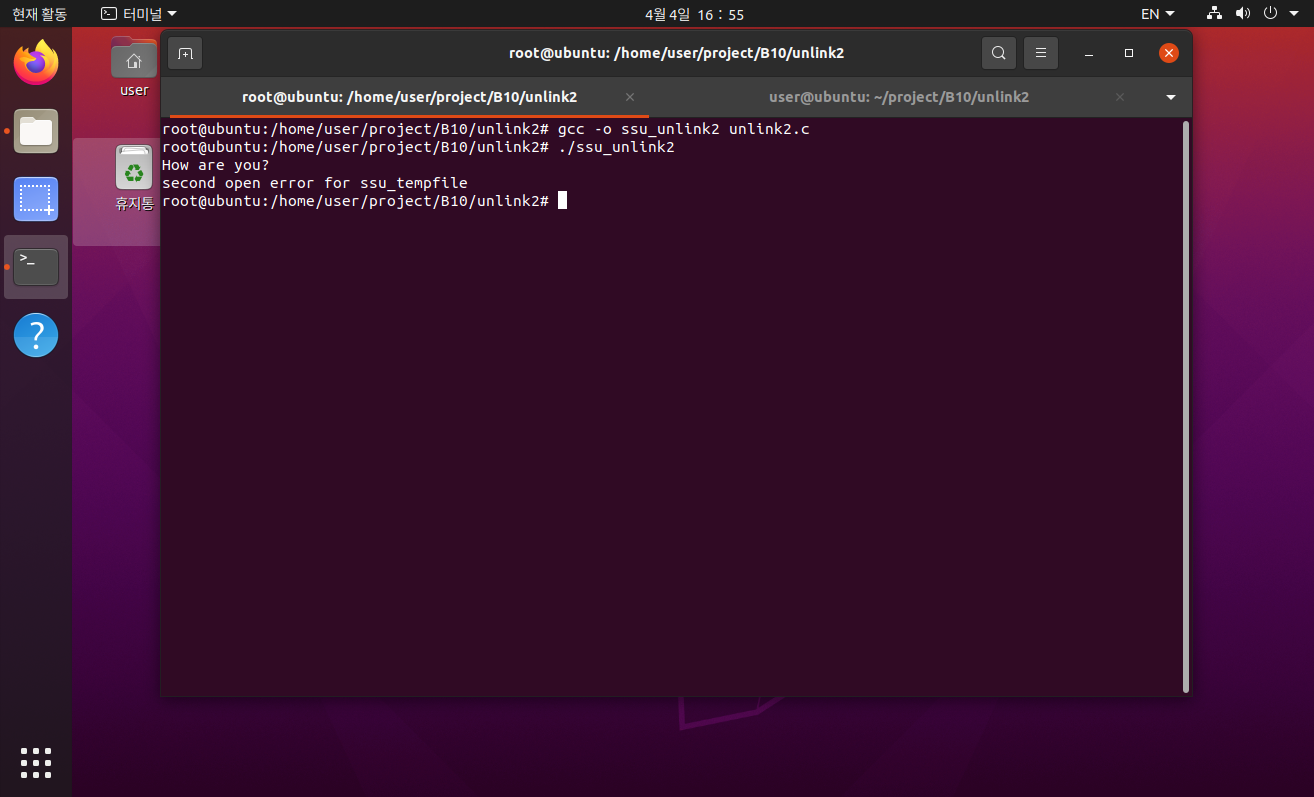 현재 활동
터미널
4월 4일 16 : 55
EN
root@ubuntu: /home/user/project/B10/unlink2
user
root@ubuntu: /home/user/project/B10/unlink2
user@ubuntu: ~/project/B10/unlink2
휴지통
root@ubuntu:/home/user/project/B10/unlink2# gcc -o ssu_unlink2 unlink2.c
root@ubuntu:/home/user/project/B10/unlink2# ./ssu_unlink2
How are you?
second open error for ssu_tempfile
root@ubuntu:/home/user/project/B10/unlink2#